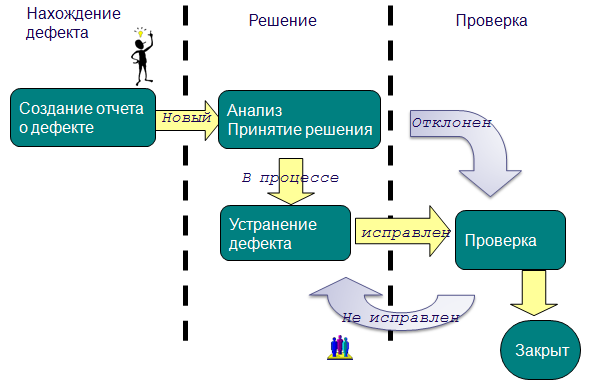 Нахождение
дефекта
Решение
Проверка
Создание отчета
о дефекте
Новый
Анализ
Принятие решения
Отклонен
В процессе
Устранение
дефекта
исправлен
Проверка
Не исправлен
Закрыт